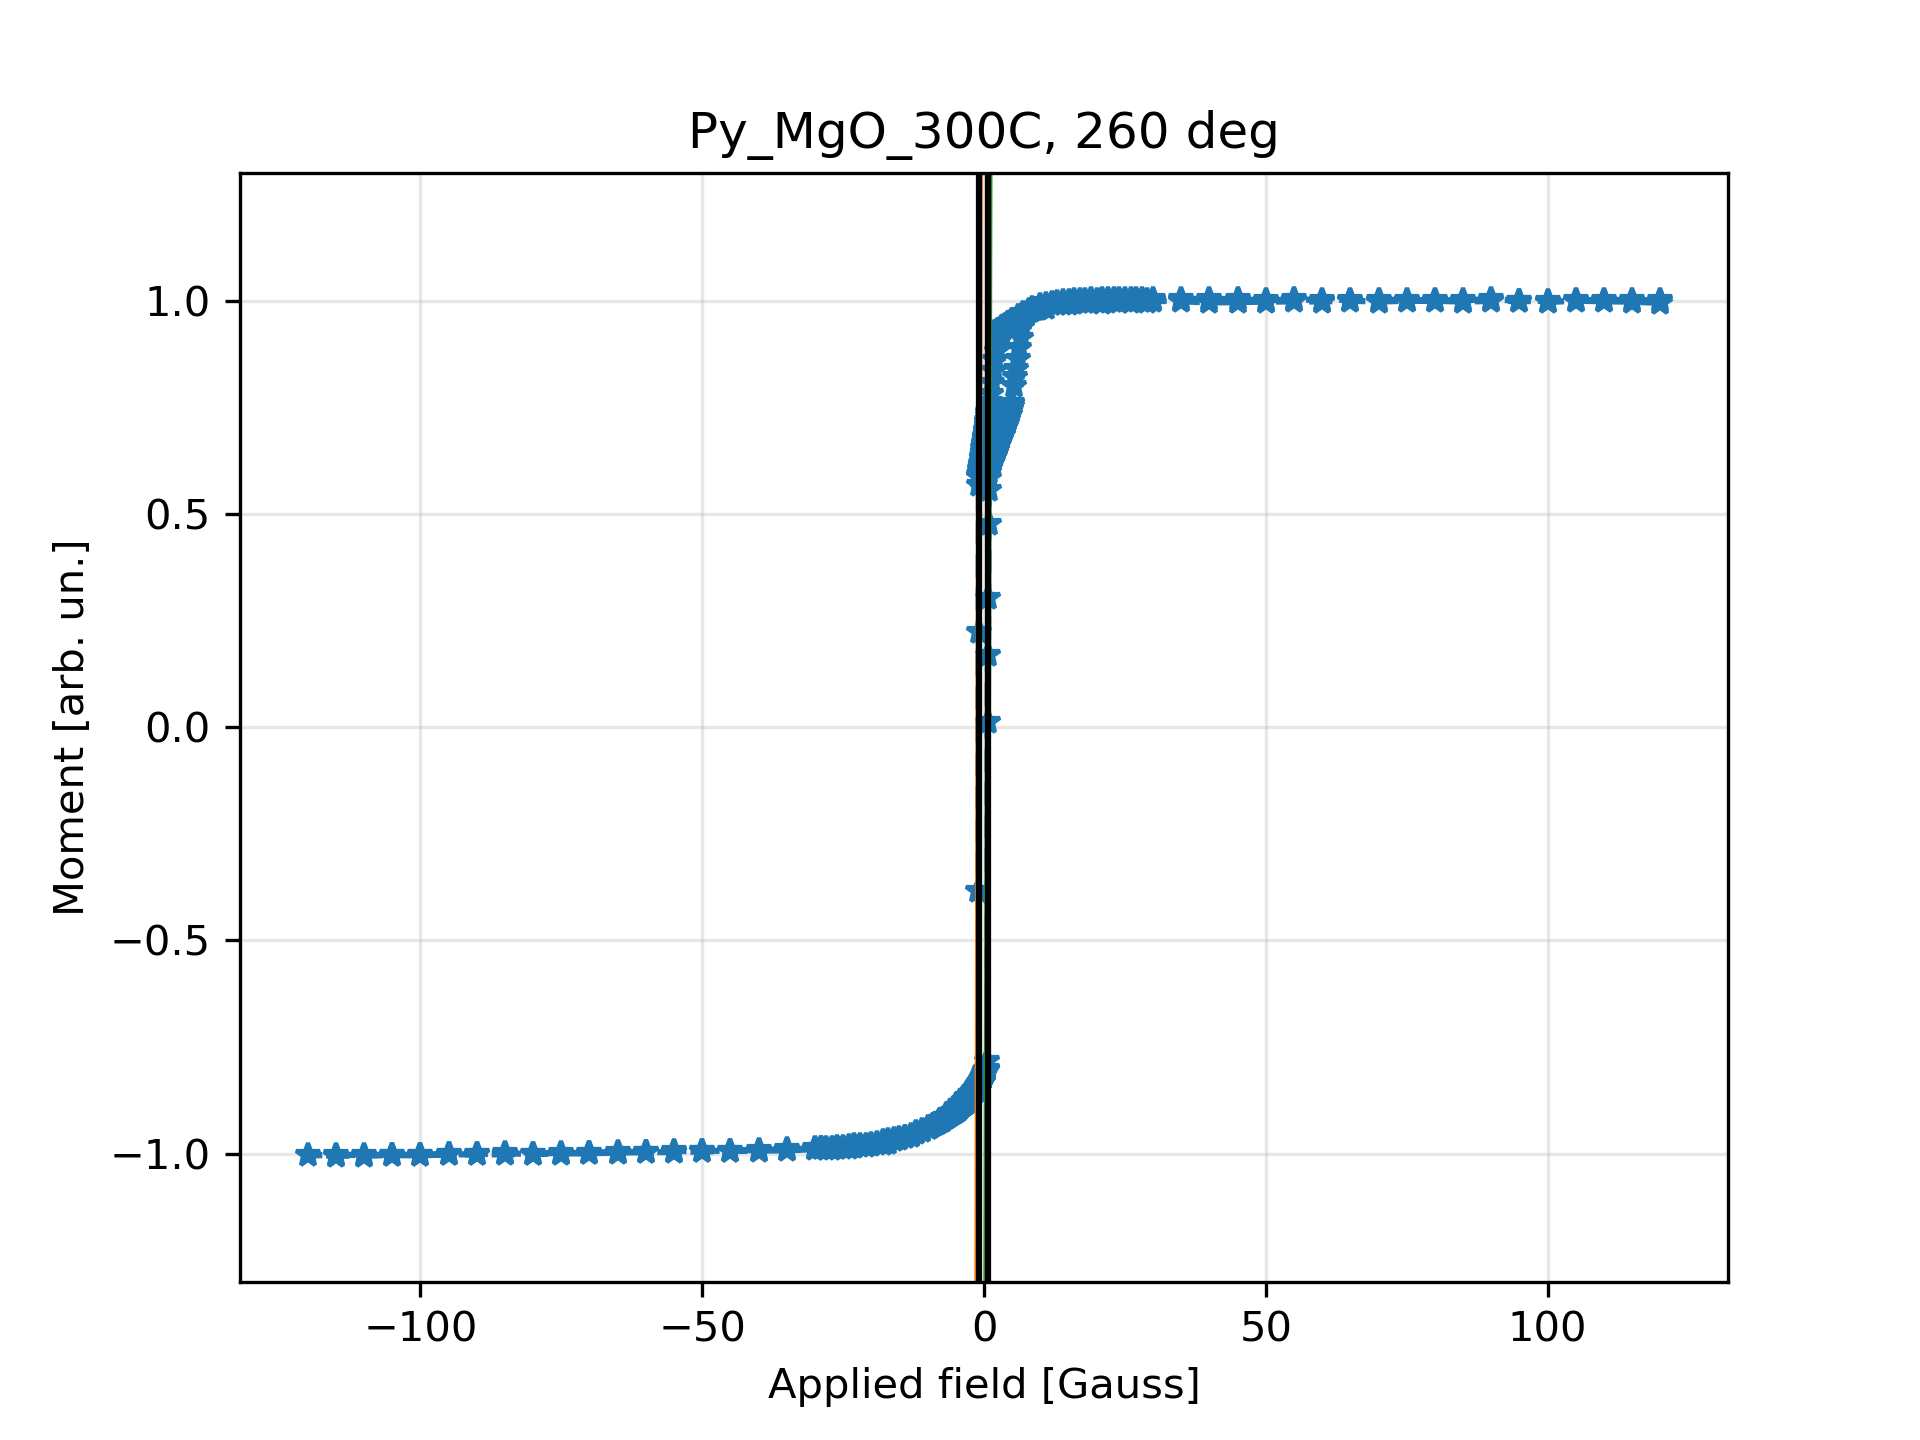 Py_MgO_300C, 260 deg
1.0
0.5
0.0
−0.5
−1.0
Moment [arb. un.]
−100 −50 0 50 100
Applied field [Gauss]